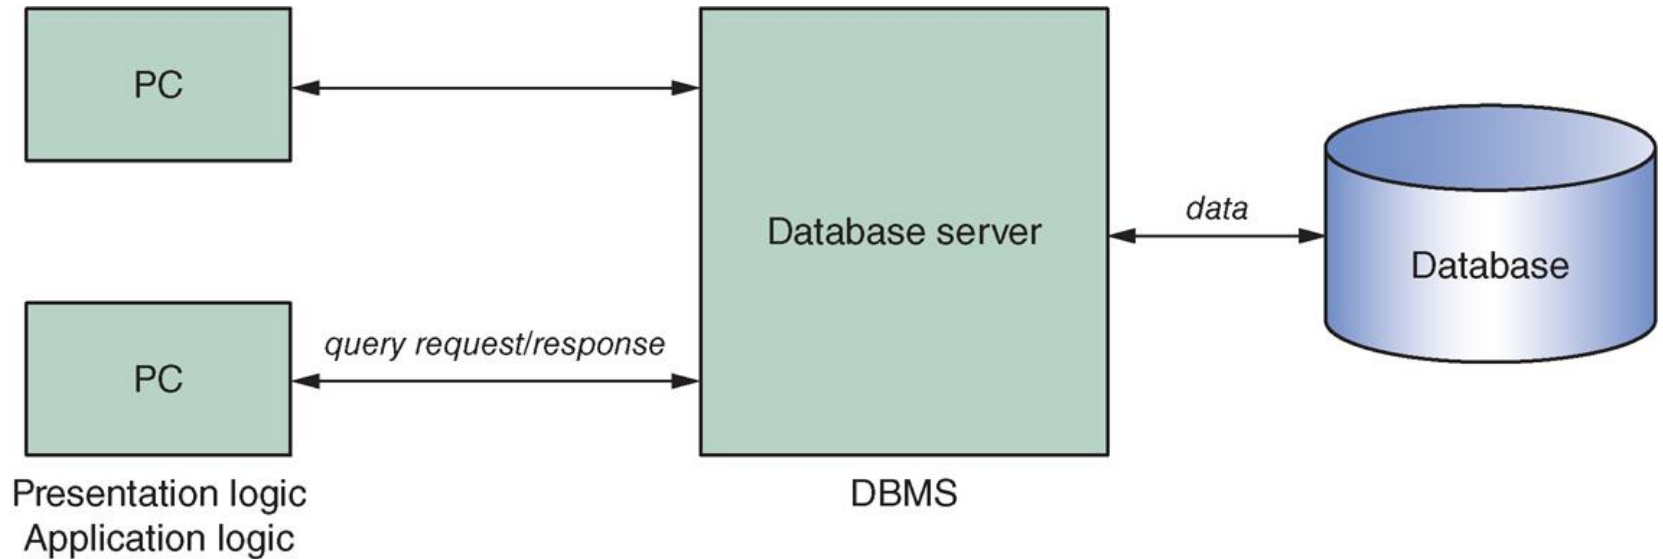 PC
Database server
data
Database
PC
query request/response
Presentation logic
Application logic
DBMS